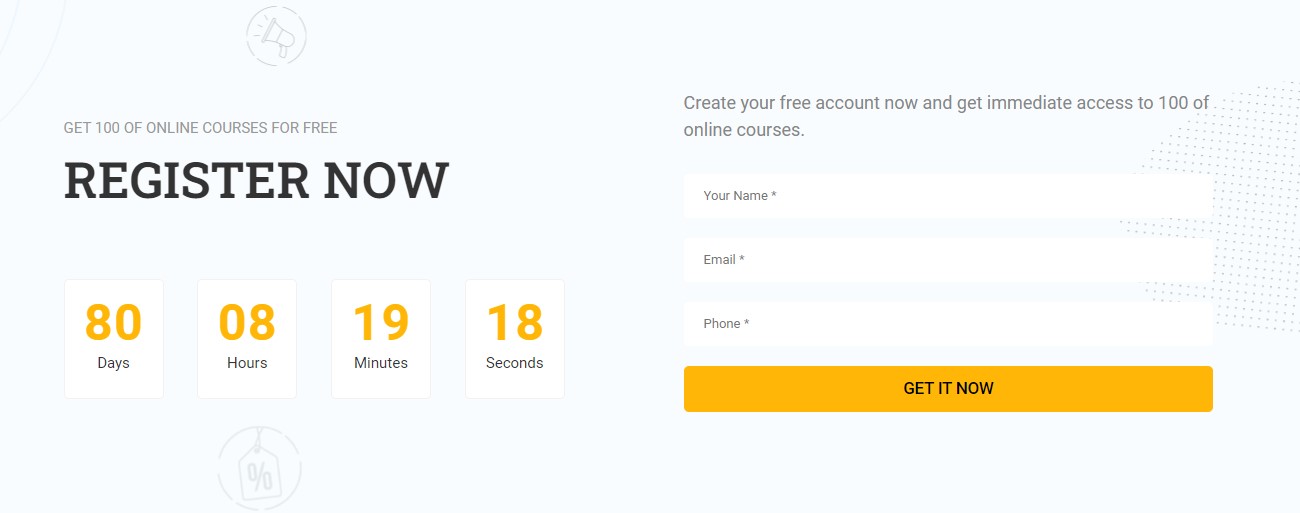 GET 100 OF ONLINE COURSES FOR FREE
REGISTER NOW
80
Days
08
Hours
19
Minutes
18
Seconds
%
Create your free account now and get immediate access to 100 of
online courses.
Your Name *
Email *
Phone *
GET IT NOW